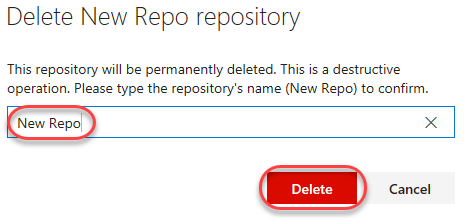 Delete New Repo repository
This repository will be permanently deleted. This is a destructive
operation. Please type the repository's name (New Repo) to confirm.
New Repo
Delete Cancel